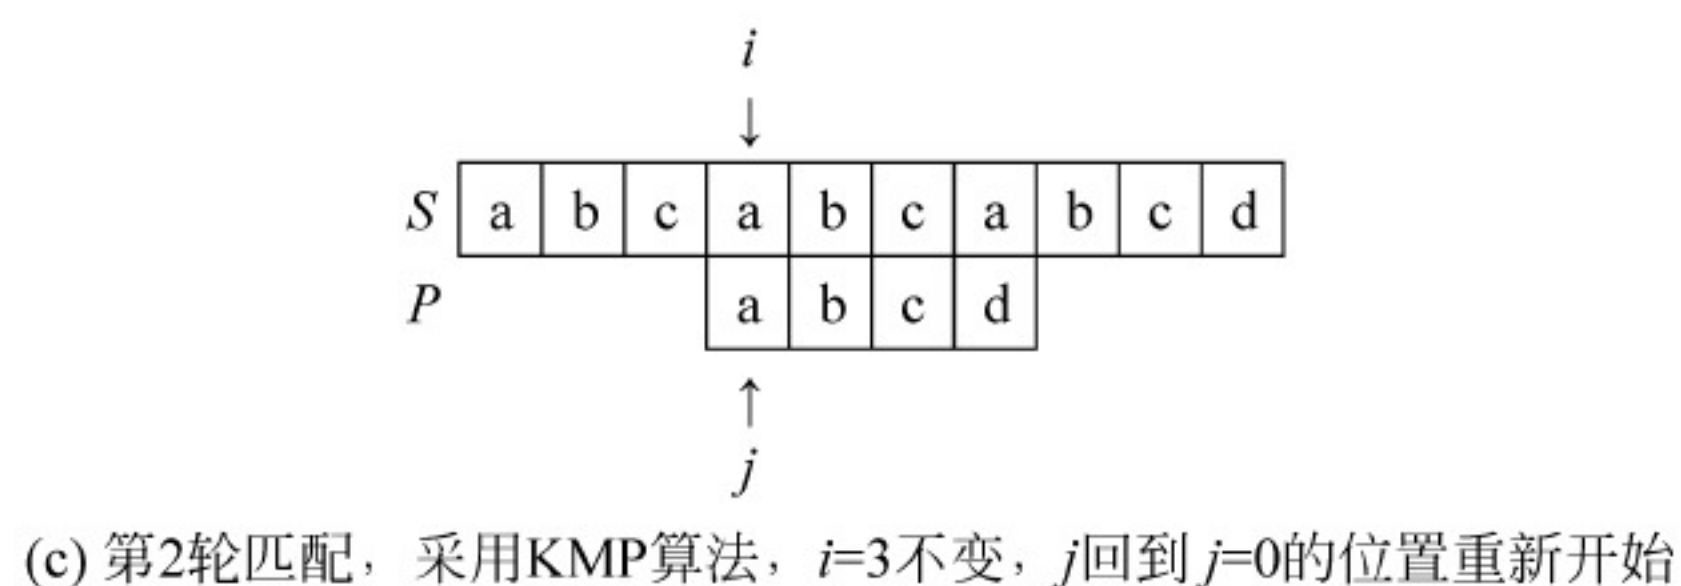 i
↓
S a b c a b c a b c d
P a b c d
↑
j
(c) 第2轮匹配，采用KMP算法，i=3不变，j回到 j=0的位置重新开始